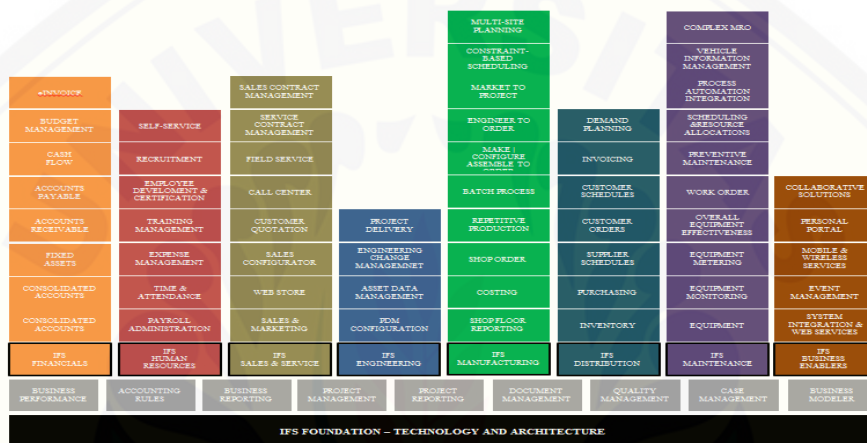 eINVOICE
BUDGET
MANAGEMENT
CASH
FLOW
ACCOUNTS
PAYABLE
ACCOUNTS
RECEIVABLE
FIXED
ASSETS
CONSOLIDATED
ACCOUNTS
CONSOLIDATED
ACCOUNTS
IFS
FINANCIALS
SELF-SERVICE
RECRUITMENT
EMPLOYEE
DEVELOMENT &
CERTIFICATION
TRAINING
MANAGEMENT
EXPENSE
MANAGEMENT
TIME &
ATTENDANCE
PAYROLL
ADMINISTRATION
IFS
HUMAN
RESOURCES
SALES CONTRACT
MANAGEMENT
SERVICE
CONTRACT
MANAGEMENT
FIELD SERVICE
CALL CENTER
CUSTOMER
QUOTATION
SALES
CONFIGURATOR
WEB STORE
SALES &
MARKETING
IFS
SALES & SERVICE
PROJECT
DELIVERY
ENGINEERING
CHANGE
MANAGEMNET
ASSET DATA
MANAGEMENT
PDM
CONFIGURATION
IFS
ENGINEERING
MULTI-SITE
PLANNING
CONSTRAINT-
BASED
SCHEDULING
MARKET TO
PROJECT
ENGINEER TO
ORDER
MAKE |
CONFIGURE
ASSEMBLE TO
ORDER
BATCH PROCESS
REPETITIVE
PRODUCTION
SHOP ORDER
COSTING
SHOP FLOOR
REPORTING
IFS
MANUFACTURING
DEMAND
PLANNING
INVOICING
CUSTOMER
SCHEDULES
CUSTOMER
ORDERS
SUPPLIER
SCHEDULES
PURCHASING
INVENTORY
IFS
DISTRIBUTION
COMPLEX MRO
VEHICLE
INFORMATION
MANAGEMENT
PROCESS
AUTOMATION
INTEGRATION
SCHEDULING
&RESOURCE
ALLOCATIONS
PREVENTIVE
MAINTENANCE
WORK ORDER
OVERALL
EQUIPMENT
EFFECTIVENESS
EQUIPMENT
METERING
EQUIPMENT
MONITORING
EQUIPMENT
IFS
MAINTENANCE
COLLABORATIVE
SOLUTIONS
PERSONAL
PORTAL
MOBILE &
WIRELESS
SERVICES
EVENT
MANAGEMENT
SYSTEM
INTEGRATION &
WEB SERVICES
IFS
BUSINESS
ENABLERS
BUSINESS
PERFORMANCE
ACCOUNTING
RULES
BUSINESS
REPORTING
PROJECT
MANAGEMENT
PROJECT
REPORTING
DOCUMENT
MANAGEMENT
QUALITY
MANAGEMENT
CASE
MANAGEMENT
BUSINESS
MODELER
IFS FOUNDATION – TECHNOLOGY AND ARCHITECTURE